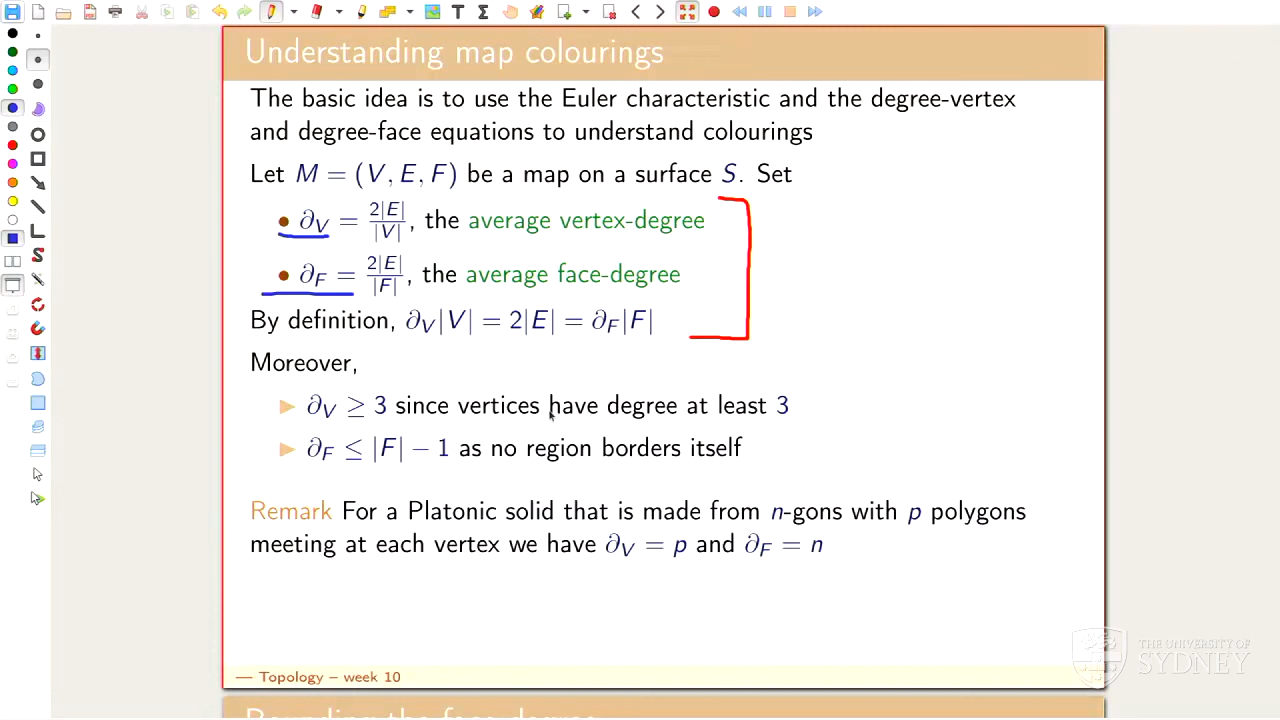 Understanding map colourings
The basic idea is to use the Euler characteristic and the degree-vertex
and degree-face equations to understand colourings
Let M = (V, E, F) be a map on a surface S. Set
• ∂_V = 2|E|/|V|, the average vertex-degree
• ∂_F = 2|E|/|F|, the average face-degree
By definition, ∂_V|V| = 2|E| = ∂_F|F|
Moreover,
▶ ∂_V ≥ 3 since vertices have degree at least 3
▶ ∂_F ≤ |F| − 1 as no region borders itself
Remark For a Platonic solid that is made from n-gons with p polygons
meeting at each vertex we have ∂_V = p and ∂_F = n
THE UNIVERSITY OF
SYDNEY
— Topology – week 10
Bounding the face degree